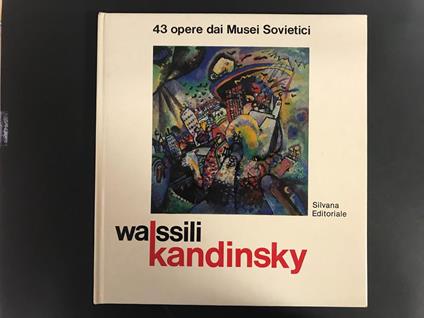 43 opere dai Musei Sovietici
Silvana
Editoriale
wassili
kandinsky